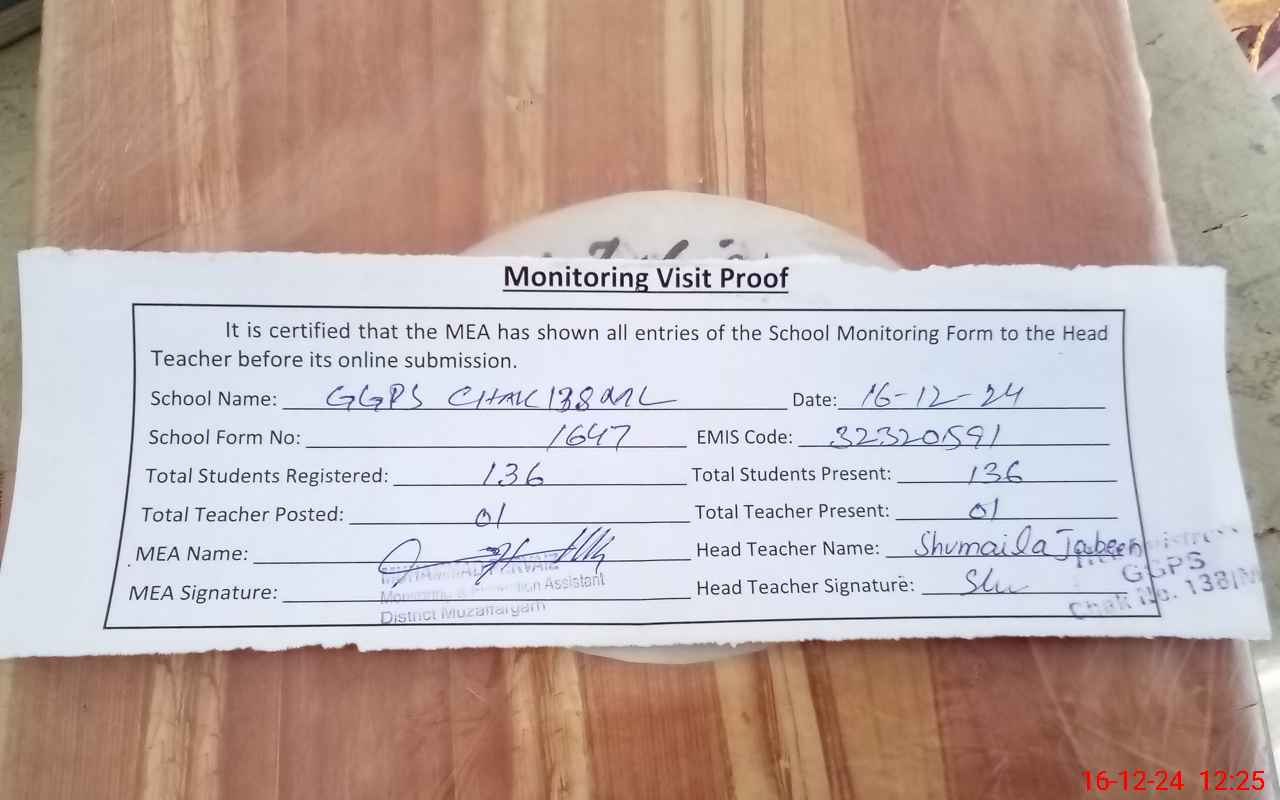 Monitoring Visit Proof
It is certified that the MEA has shown all entries of the School Monitoring Form to the Head
Teacher before its online submission.
School Name: GGPS CHAK 138 ML Date: 16-12-24
School Form No: 1647 EMIS Code: 32320591
Total Students Registered: 136 Total Students Present: 136
Total Teacher Posted: 01 Total Teacher Present: 01
MEA Name: Head Teacher Name: Shumaila Jabeen
MEA Signature: Head Teacher Signature:
Assistant
District Muzaffargarh
GGPS
Chak No. 138
16-12-24 12:25